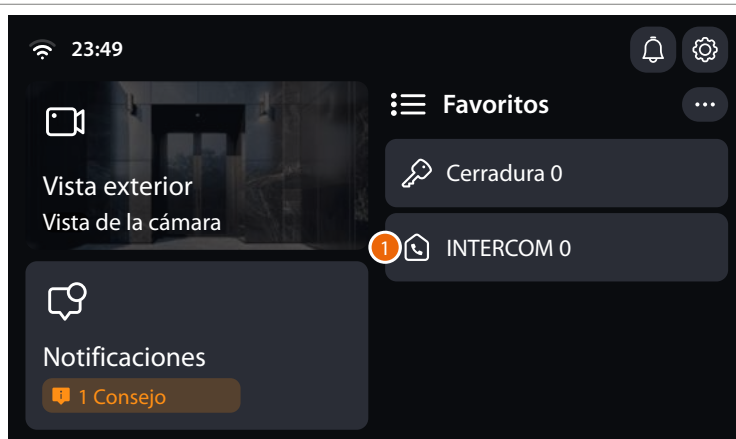 23:49
Vista exterior
Vista de la cámara
Notificaciones
1 Consejo
Favoritos
Cerradura 0
1 INTERCOM 0